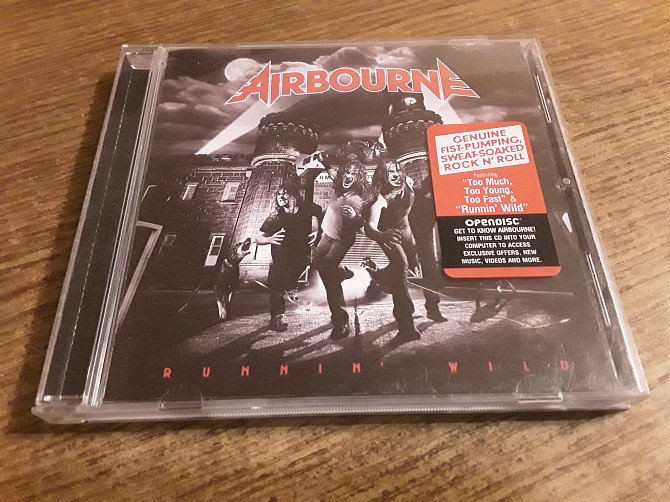 AIRBOURNE
GENUINE
FIST-PUMPING,
SWEAT-SOAKED
ROCK N' ROLL
Featuring
"Too Much,
Too Young,
Too Fast" &
"Runnin' Wild"
OPENDISC
GET TO KNOW AIRBOURNE!
INSERT THIS CD INTO YOUR
COMPUTER TO ACCESS
EXCLUSIVE OFFERS, NEW
MUSIC, VIDEOS AND MORE.
RUNNIN' WILD